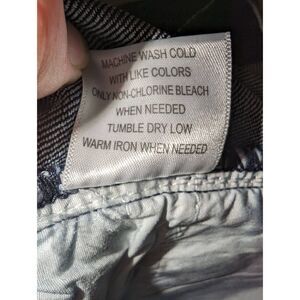 MACHINE WASH COLD
WITH LIKE COLORS
ONLY NON-CHLORINE BLEACH
WHEN NEEDED
TUMBLE DRY LOW
WARM IRON WHEN NEEDED